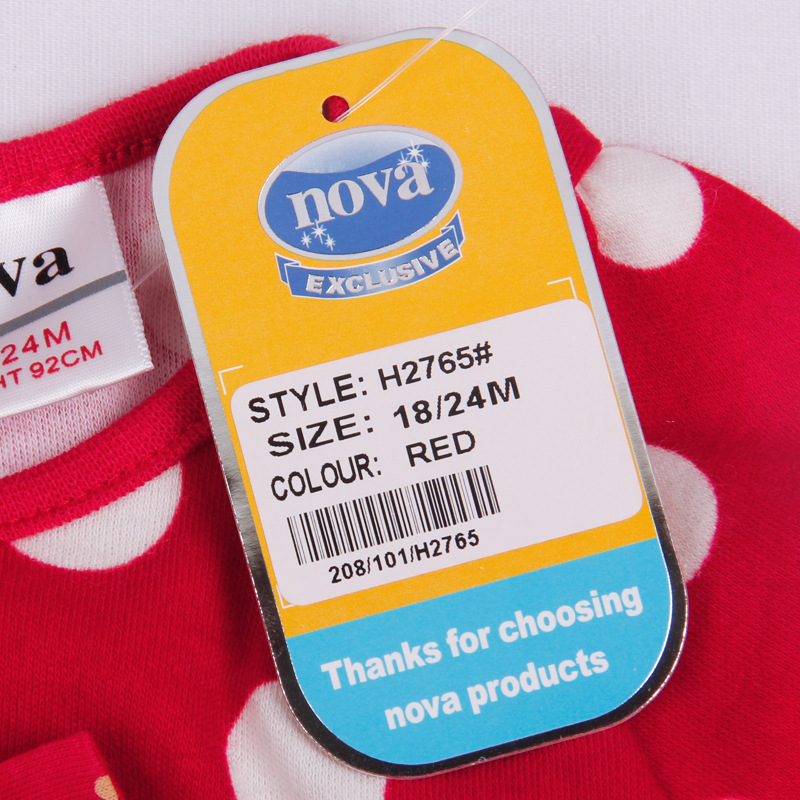 nova
EXCLUSIVE
STYLE: H2765#
SIZE: 18/24M
COLOUR: RED
208/101/H2765
Thanks for choosing
nova products
va
24M
HT 92CM